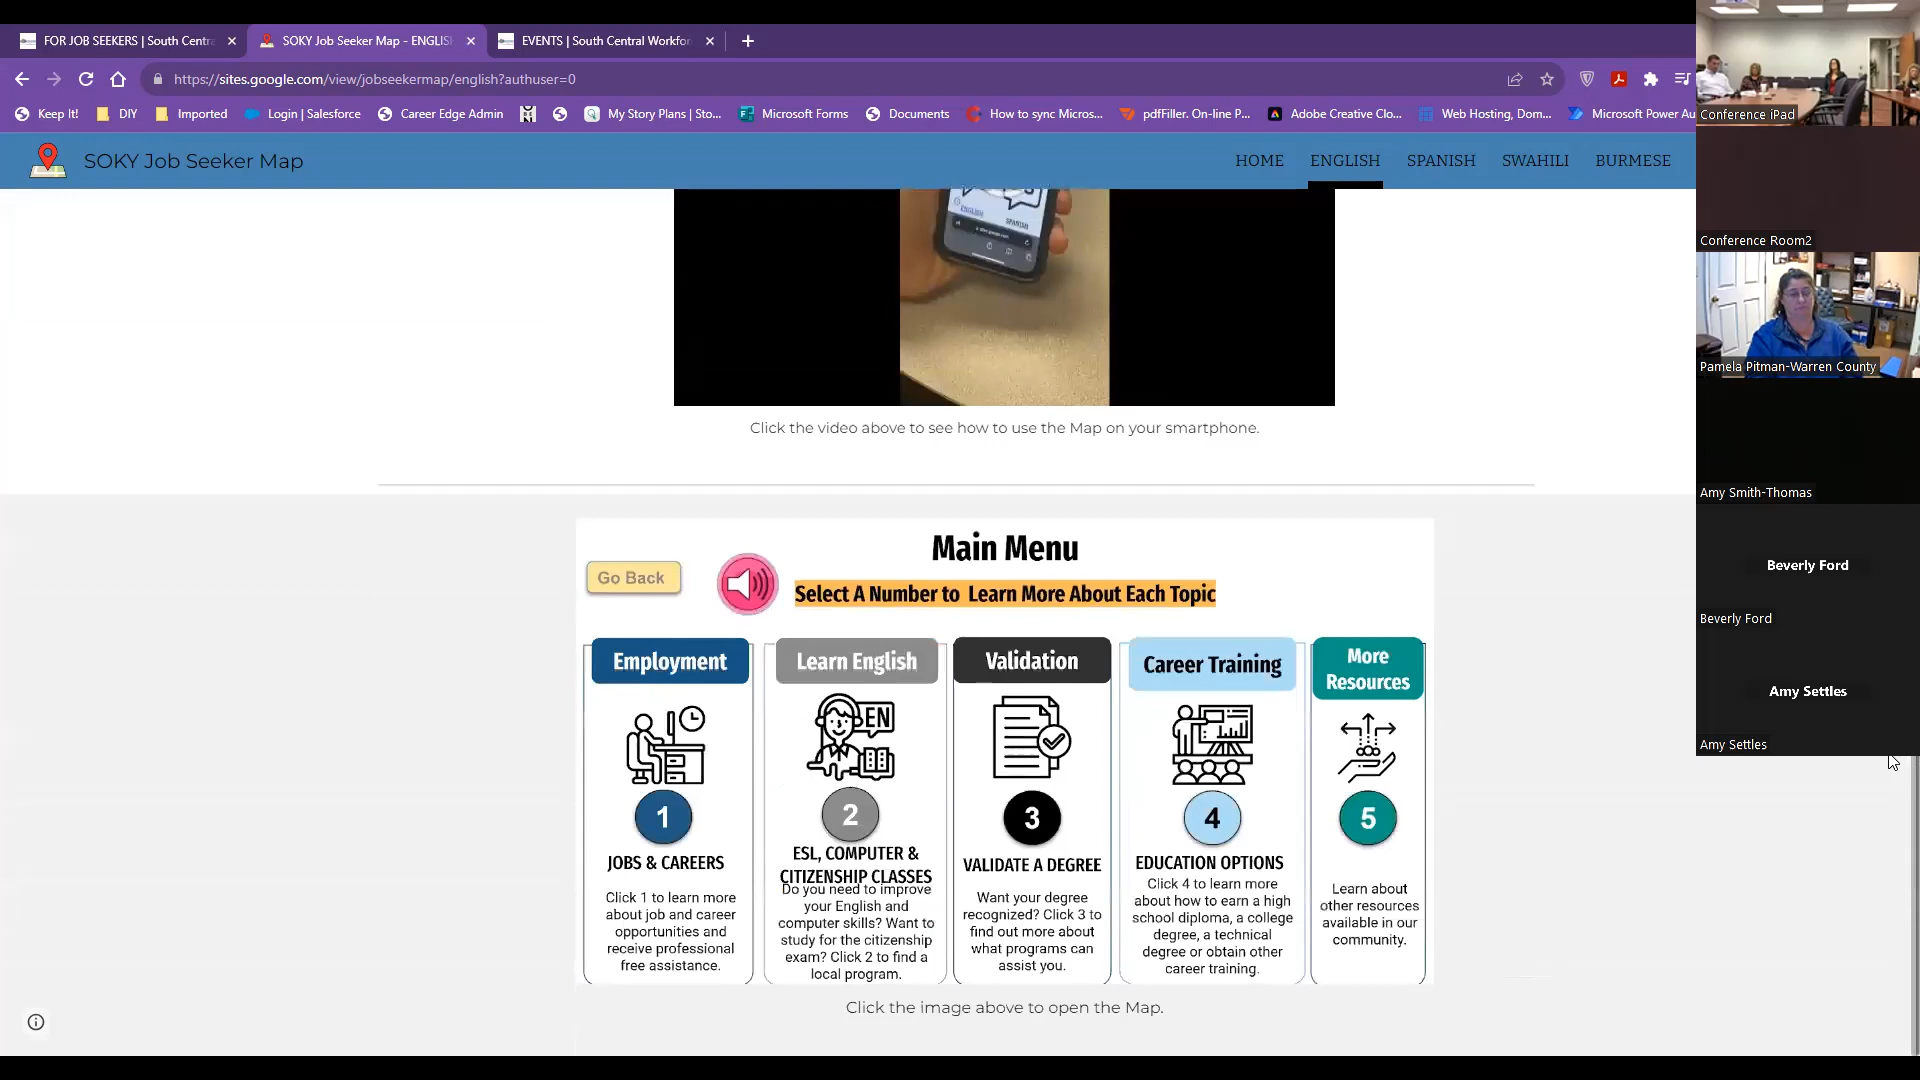 FOR JOB SEEKERS | South Centra
SOKY Job Seeker Map - ENGLIS
EVENTS | South Central Workfor
https://sites.google.com/view/jobseekermap/english?authuser=0
Keep It!
DIY
Imported
Login | Salesforce
Career Edge Admin
My Story Plans | Sto...
Microsoft Forms
Documents
How to sync Micros...
pdfFiller. On-line P...
Adobe Creative Clo...
Web Hosting, Dom...
Microsoft Power Au
SOKY Job Seeker Map
HOME
ENGLISH
SPANISH
SWAHILI
BURMESE
ENGLISH
SPANISH
Click the video above to see how to use the Map on your smartphone.
Main Menu
Go Back
Select A Number to Learn More About Each Topic
Employment
1
JOBS & CAREERS
Click 1 to learn more
about job and career
opportunities and
receive professional
free assistance.
Learn English
EN
2
ESL, COMPUTER &
CITIZENSHIP CLASSES
Do you need to improve
your English and
computer skills? Want to
study for the citizenship
exam? Click 2 to find a
local program.
Validation
3
VALIDATE A DEGREE
Want your degree
recognized? Click 3 to
find out more about
what programs can
assist you.
Career Training
4
EDUCATION OPTIONS
Click 4 to learn more
about how to earn a high
school diploma, a college
degree, a technical
degree or obtain other
career training.
More
Resources
5
Learn about
other resources
available in our
community.
Click the image above to open the Map.
Conference iPad
Conference Room2
Pamela Pitman-Warren County
Amy Smith-Thomas
Beverly Ford
Beverly Ford
Amy Settles
Amy Settles